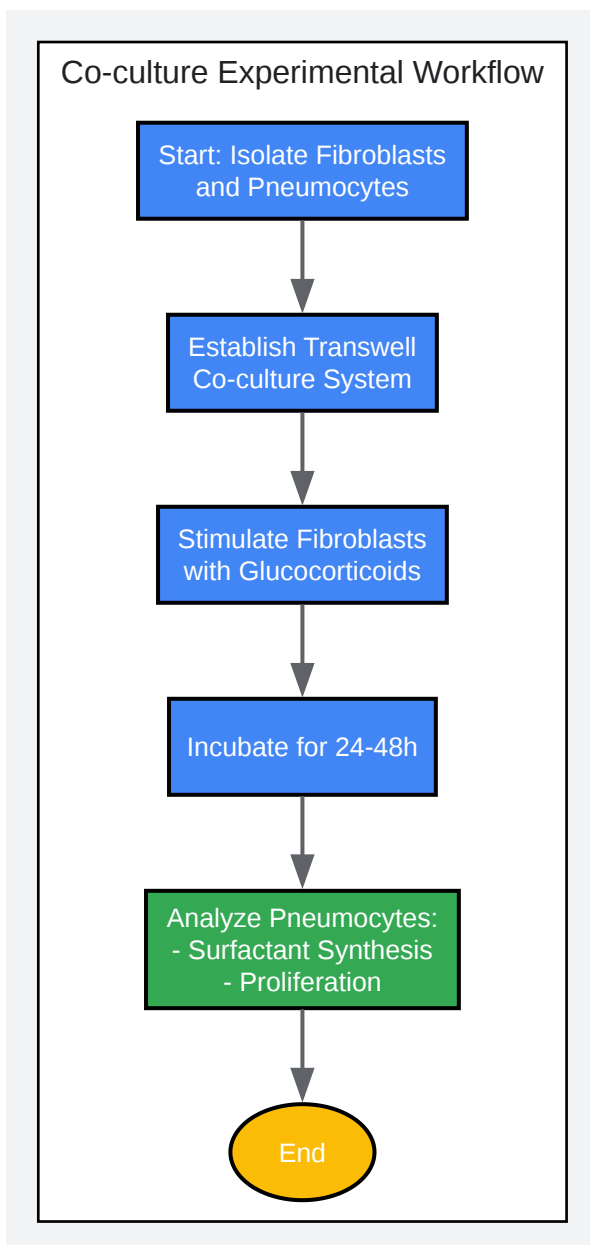 Co-culture Experimental Workflow
Start: Isolate Fibroblasts
and Pneumocytes
Establish Transwell
Co-culture System
Stimulate Fibroblasts
with Glucocorticoids
Incubate for 24-48h
Analyze Pneumocytes:
- Surfactant Synthesis
- Proliferation
End